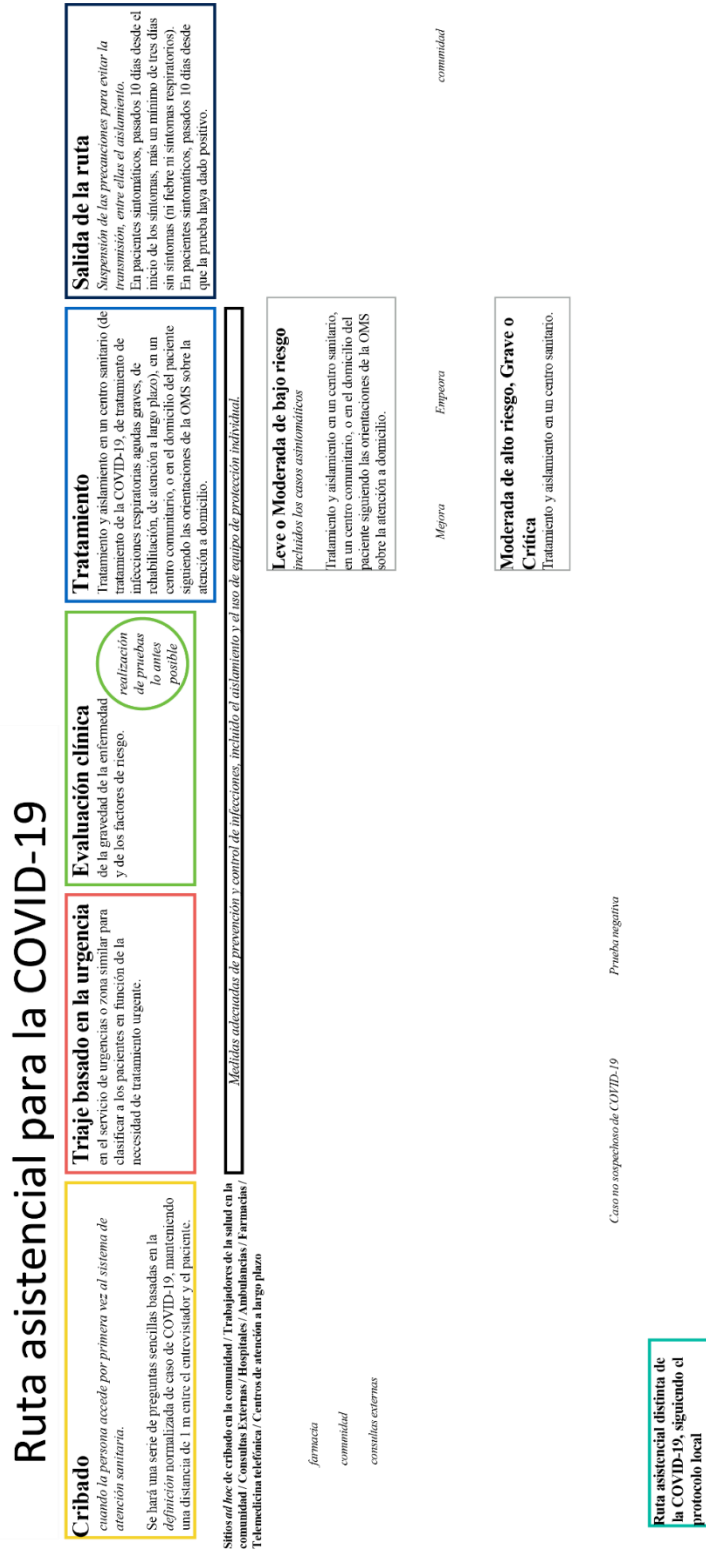 Ruta asistencial para la COVID-19
Cribado
cuando la persona accede por primera vez al sistema de
atención sanitaria.
Se hará una serie de preguntas sencillas basadas en la
definición normalizada de caso de COVID-19, manteniendo
una distancia de 1 m entre el entrevistador y el paciente.
Triaje basado en la urgencia
en el servicio de urgencias o zona similar para
clasificar a los pacientes en función de la
necesidad de tratamiento urgente.
Evaluación clínica
de la gravedad de la enfermedad
y de los factores de riesgo.
realización
de pruebas
lo antes
posible
Tratamiento
Tratamiento y aislamiento en un centro sanitario (de
tratamiento de la COVID-19, de tratamiento de
infecciones respiratorias agudas graves, de
rehabilitación, de atención a largo plazo), en un
centro comunitario, o en el domicilio del paciente
siguiendo las orientaciones de la OMS sobre la
atención a domicilio.
Salida de la ruta
Suspensión de las precauciones para evitar la
transmisión, entre ellas el aislamiento.
En pacientes sintomáticos, pasados 10 días desde el
inicio de los síntomas, más un mínimo de tres días
sin síntomas (ni fiebre ni síntomas respiratorios).
En pacientes sintomáticos, pasados 10 días desde
que la prueba haya dado positivo.
Medidas adecuadas de prevención y control de infecciones, incluido el aislamiento y el uso de equipo de protección individual.
Sitios ad hoc de cribado en la comunidad / Trabajadores de la salud en la
comunidad / Consultas Externas / Hospitales / Ambulancias / Farmacias /
Telemedicina telefónica / Centros de atención a largo plazo
farmacia
comunidad
consultas externas
Leve o Moderada de bajo riesgo
incluidos los casos asintomáticos
Tratamiento y aislamiento en un centro sanitario,
en un centro comunitario, o en el domicilio del
paciente siguiendo las orientaciones de la OMS
sobre la atención a domicilio.
Mejora
Empeora
comunidad
Moderada de alto riesgo, Grave o
Crítica
Tratamiento y aislamiento en un centro sanitario.
Caso no sospechoso de COVID-19
Prueba negativa
Ruta asistencial distinta de
la COVID-19, siguiendo el
protocolo local